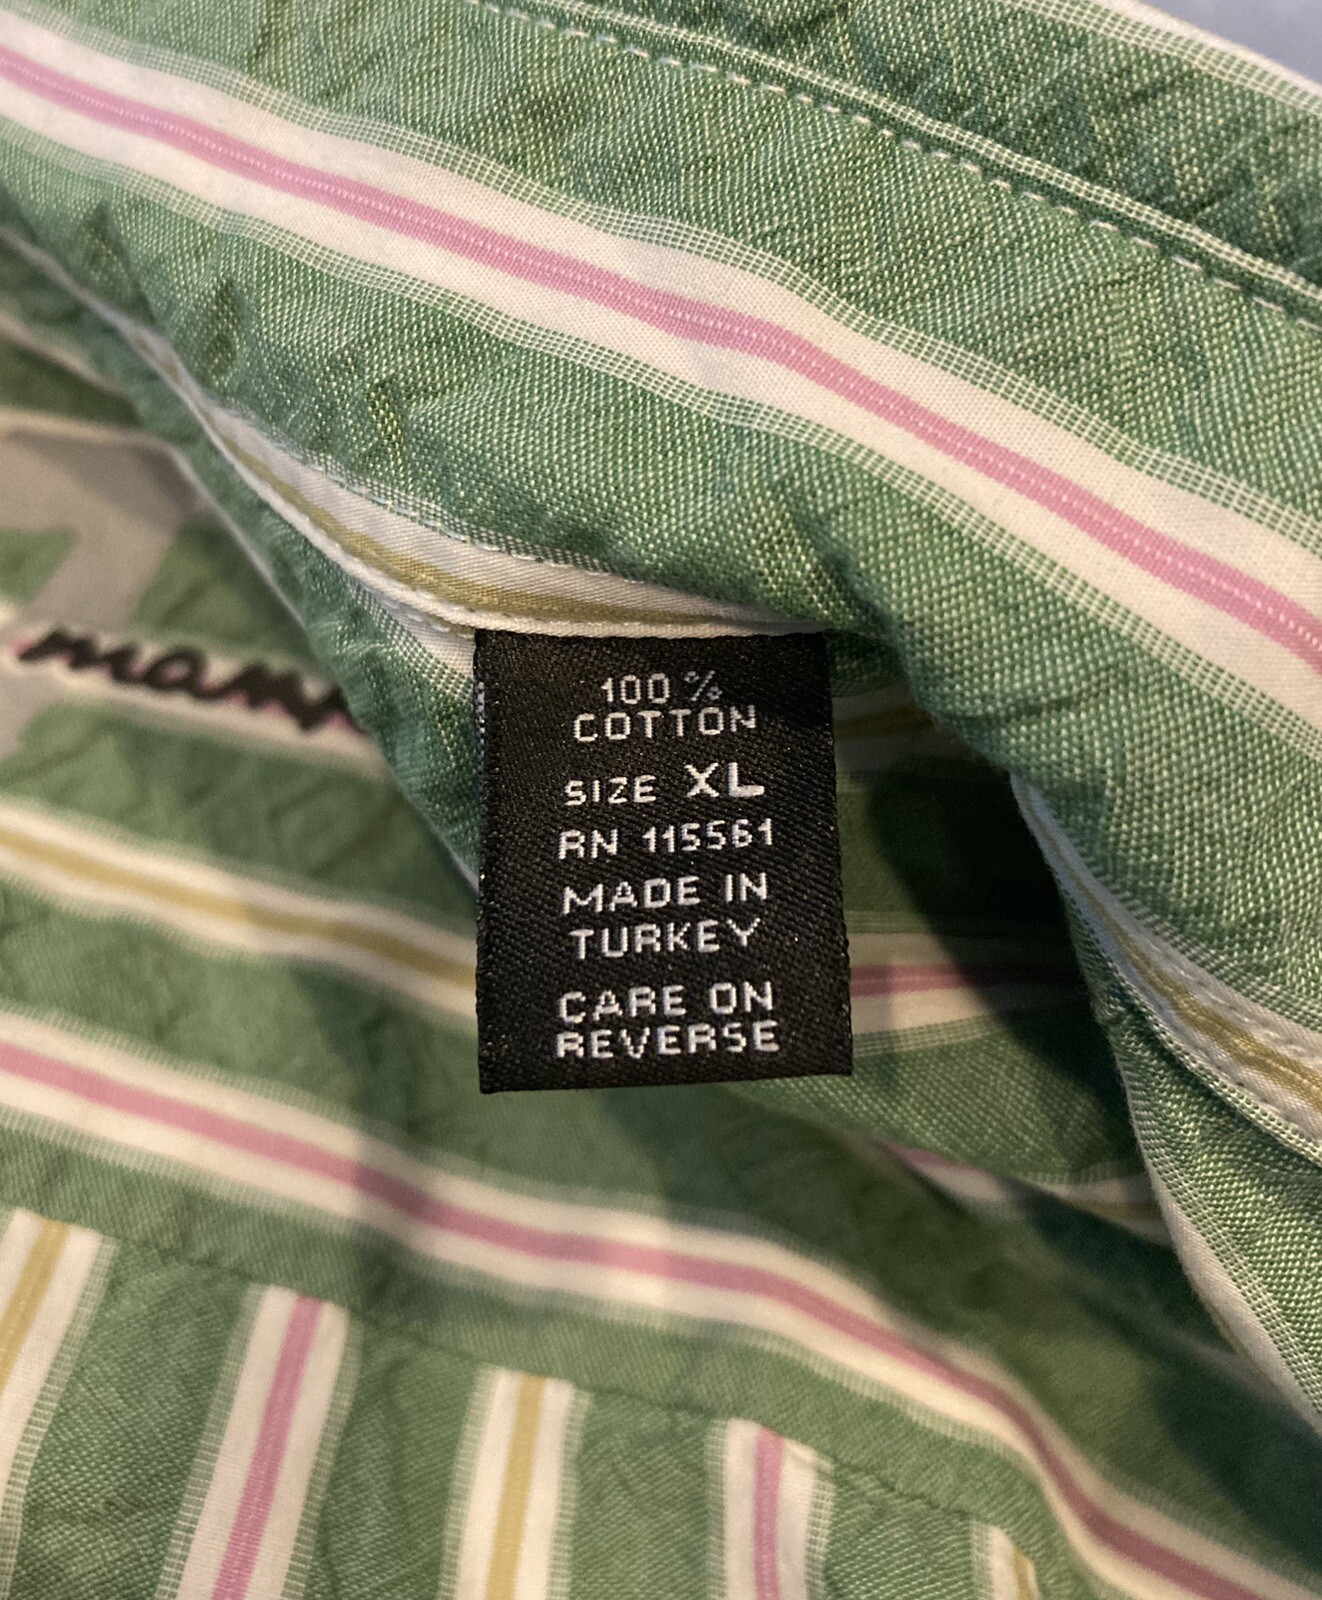 100 %
COTTON
SIZE XL
RN 115561
MADE IN
TURKEY
CARE ON
REVERSE